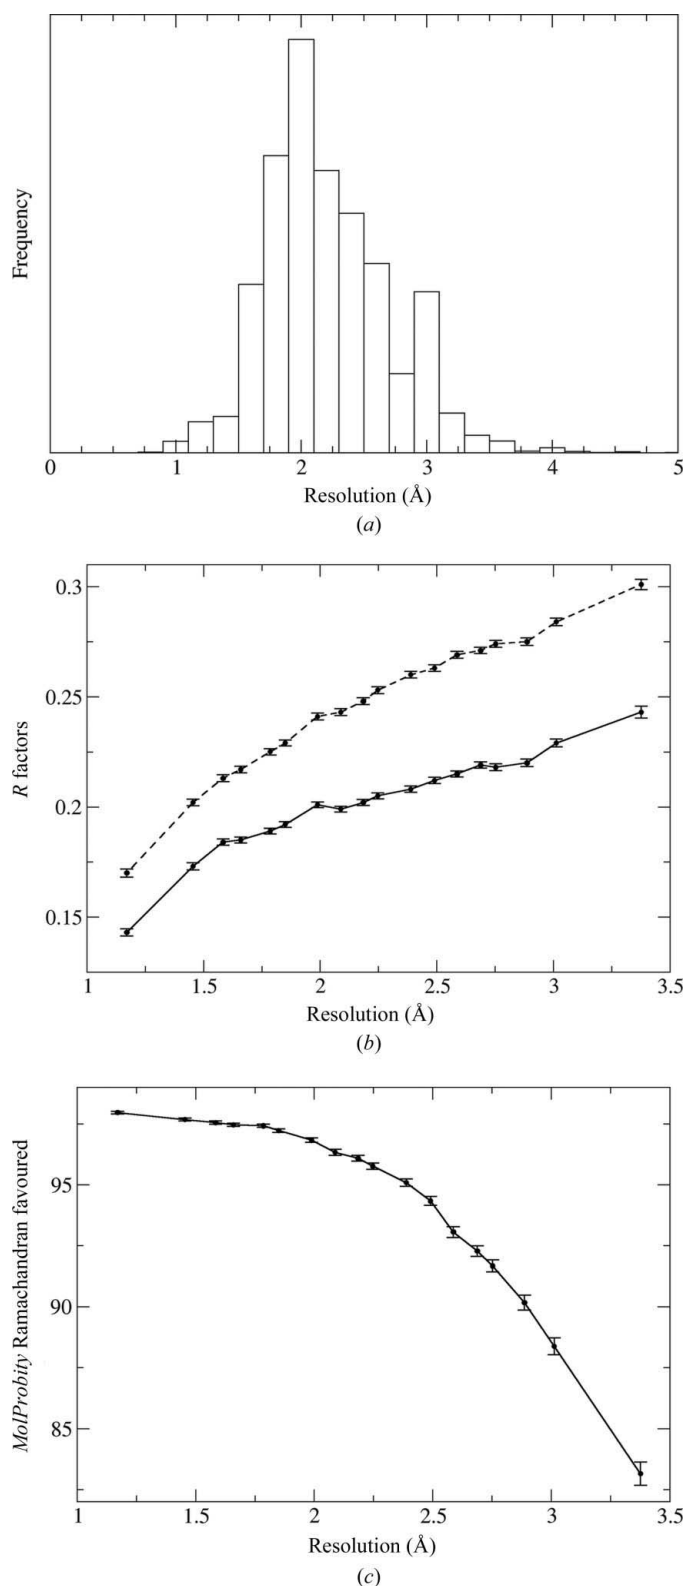 Frequency
0 1 2 3 4 5
Resolution (Å)
(a)
0.3
0.25
0.2
0.15
R factors
1 1.5 2 2.5 3 3.5
Resolution (Å)
(b)
95
90
85
MolProbity Ramachandran favoured
1 1.5 2 2.5 3 3.5
Resolution (Å)
(c)